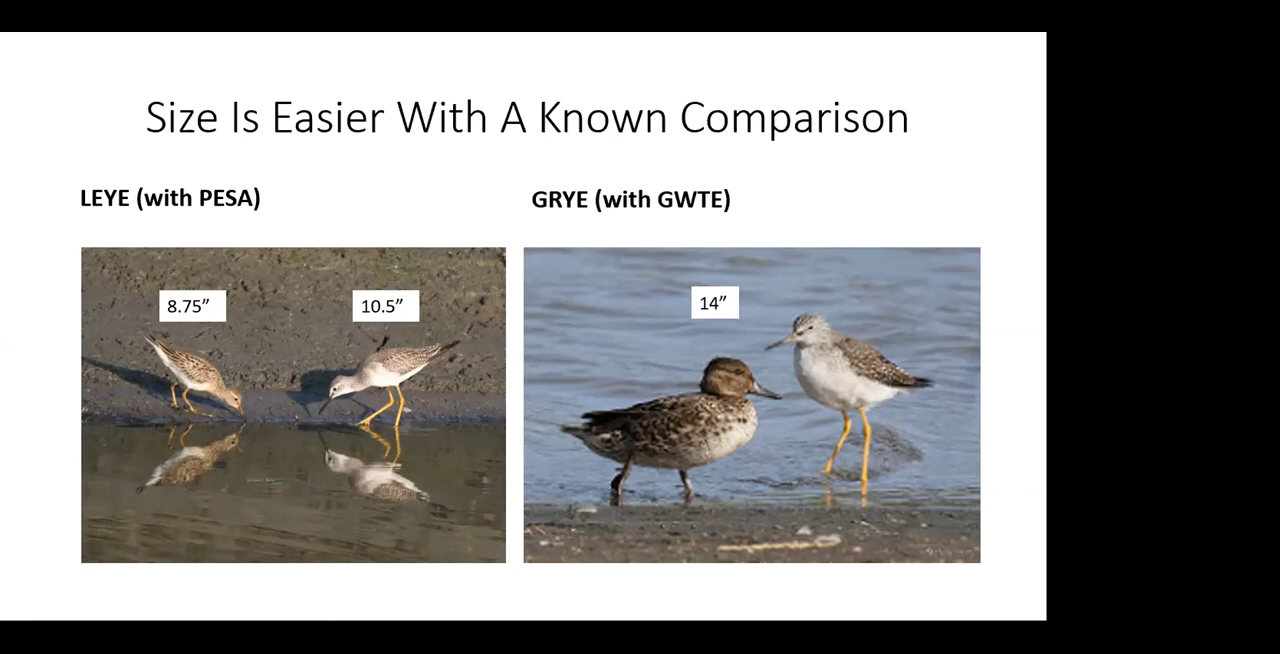 Size Is Easier With A Known Comparison
LEYE (with PESA)
GRYE (with GWTE)
8.75”
10.5”
14”